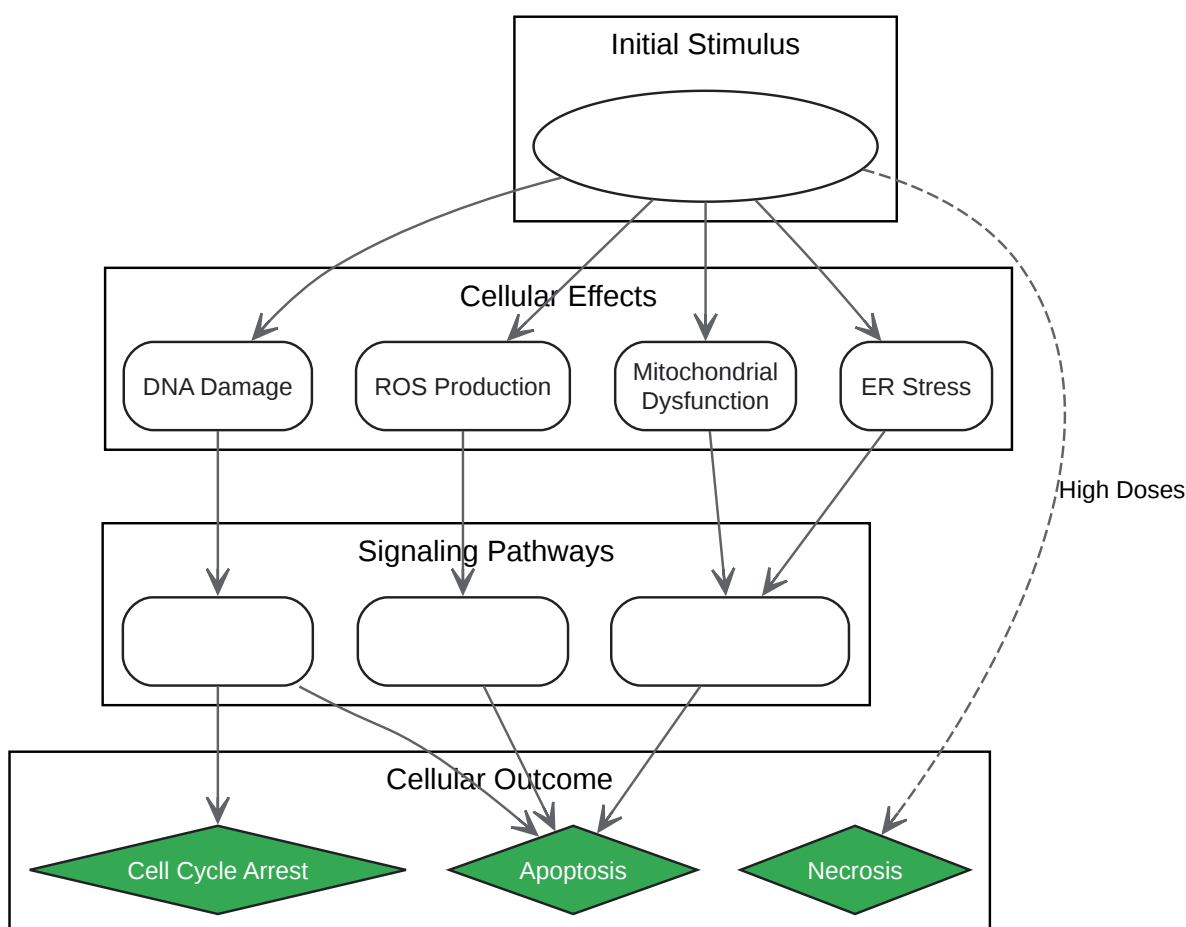 Initial Stimulus
Cellular Effects
DNA Damage
ROS Production
Mitochondrial
Dysfunction
ER Stress
High Doses
Signaling Pathways
Cellular Outcome
Cell Cycle Arrest
Apoptosis
Necrosis